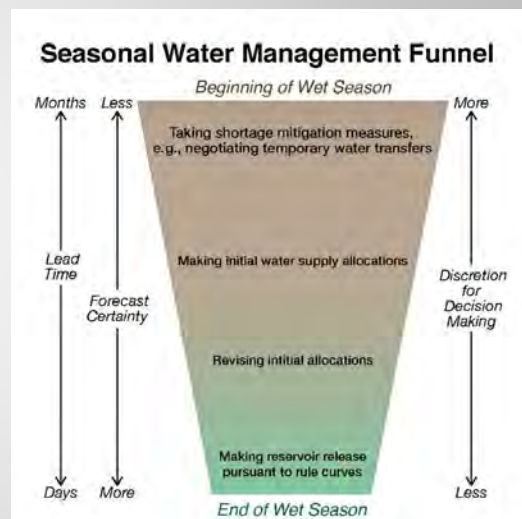 Seasonal Water Management Funnel
Beginning of Wet Season
Months
Less
More
Taking shortage mitigation measures,
e.g., negotiating temporary water transfers
Lead
Time
Making initial water supply allocations
Forecast
Certainty
Discretion
for
Decision
Making
Revising intitial allocations
Making reservoir release
pursuant to rule curves
Days
More
Less
End of Wet Season